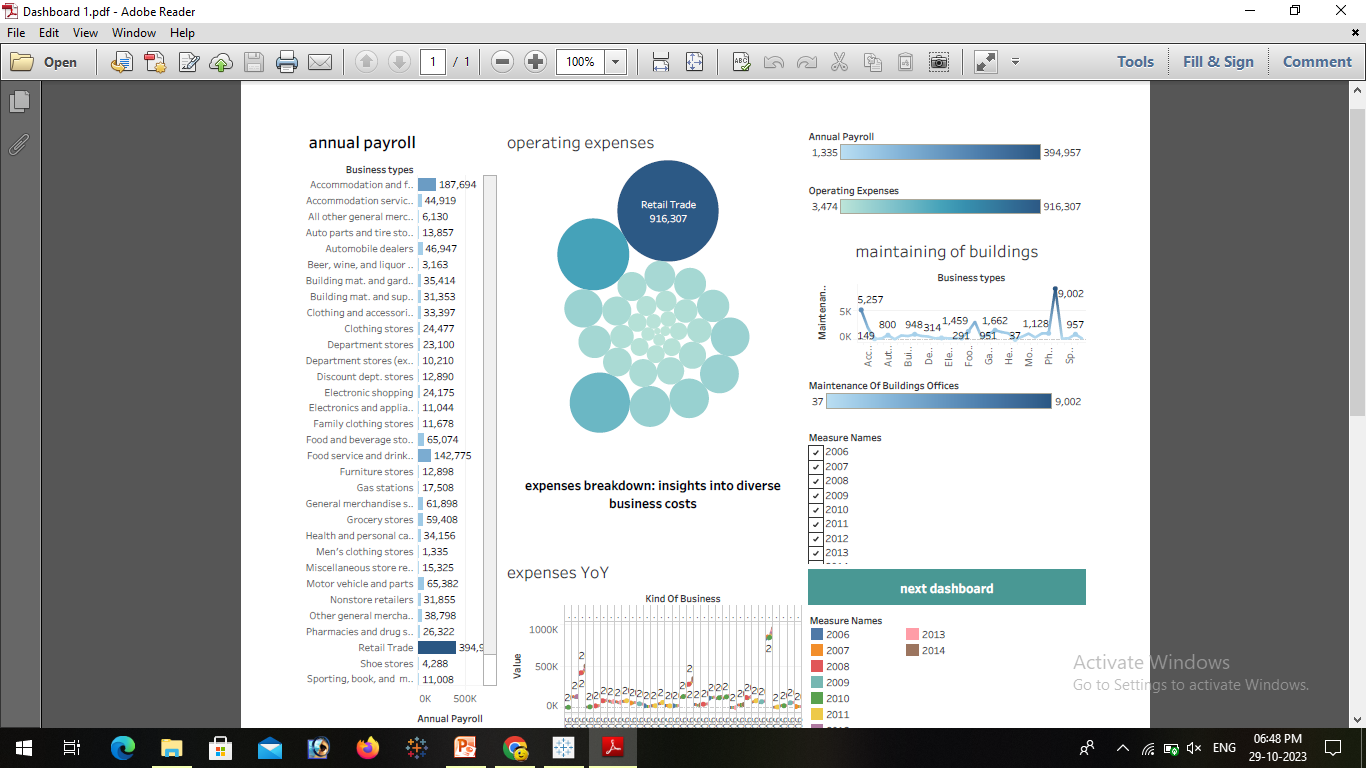 Dashboard 1.pdf - Adobe Reader
File Edit View Window Help
Open 1 / 1 100% Tools Fill & Sign Comment
annual payroll
Business types
Accommodation and f.. 187,694
Accommodation servic.. 44,919
All other general merc.. 6,130
Auto parts and tire sto.. 13,857
Automobile dealers 46,947
Beer, wine, and liquor .. 3,163
Building mat. and gard.. 35,414
Building mat. and sup.. 31,353
Clothing and accessori.. 33,397
Clothing stores 24,477
Department stores 23,100
Department stores (ex.. 10,210
Discount dept. stores 12,890
Electronic shopping 24,175
Electronics and applia.. 11,044
Family clothing stores 11,678
Food and beverage sto.. 65,074
Food service and drink.. 142,775
Furniture stores 12,898
Gas stations 17,508
General merchandise s.. 61,898
Grocery stores 59,408
Health and personal ca.. 34,156
Men's clothing stores 1,335
Miscellaneous store re.. 15,325
Motor vehicle and parts 65,382
Nonstore retailers 31,855
Other general mercha.. 38,798
Pharmacies and drug s.. 26,322
Retail Trade 394,9
Shoe stores 4,288
Sporting, book, and m.. 11,008
0K 500K
Annual Payroll
operating expenses
Retail Trade
916,307
expenses breakdown: insights into diverse
business costs
expenses YoY
Kind Of Business
Value
1000K
500K
0K
Annual Payroll
1,335 394,957
Operating Expenses
3,474 916,307
maintaining of buildings
Business types
Maintenan..
5K
0K
5,257 149 800 948 314 1,459 291 1,662 951 37 1,128 9,002 957
Acc.. Aut.. Bui.. De.. Ele.. Foo.. Ga.. He.. Mo.. Ph.. Sp..
Maintenance Of Buildings Offices
37 9,002
Measure Names
2006
2007
2008
2009
2010
2011
2012
2013
next dashboard
Measure Names
2006 2013
2007 2014
2008
2009
2010
2011
Activate Windows
Go to Settings to activate Windows.
ENG
06:48 PM
29-10-2023